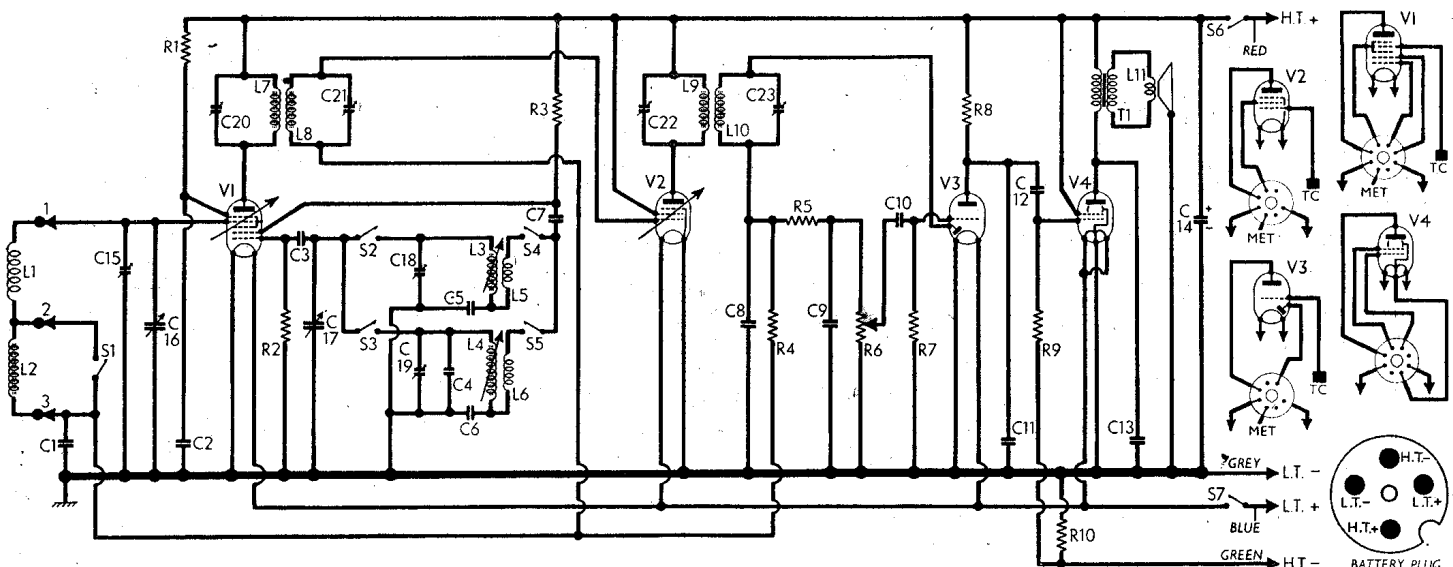 R1
L7
C20
L8
C21
R3
L9
C22
L10
C23
R8
T1
L11
S6
H.T. +
RED
V1
V2
TC
MET
TC
MET
V1
1
L1
2
L2
3
S1
C1
C15
C 16
C2
R2
C3
C 17
S2
S3
C18
C 19
C4
C5
C6
L3
L4
L5
L6
S4
S5
C7
V2
C8
R4
R5
C9
R6
C10
R7
V3
C 12
R9
C11
V4
C13
C 14
+
-
V3
V4
TC
MET
GREY
L.T. -
S7
L.T. +
BLUE
R10
GREEN
H.T -
H.T.-
L.T.-
L.T.+
H.T.+
BATTERY PLUG